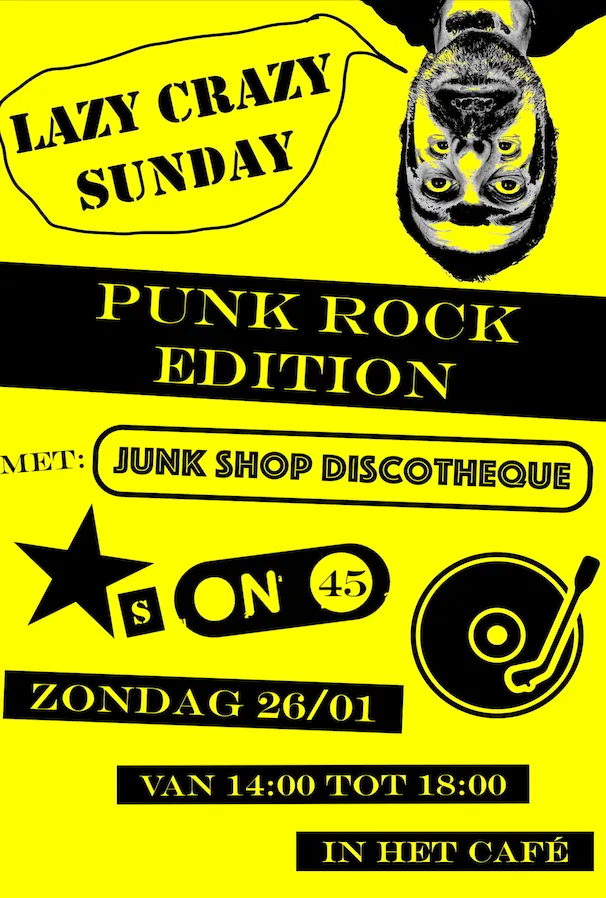 LAZY CRAZY
SUNDAY
PUNK ROCK
EDITION
MET: JUNK SHOP DISCOTHEQUE
S ON 45
ZONDAG 26/01
VAN 14:00 TOT 18:00
IN HET CAFÉ